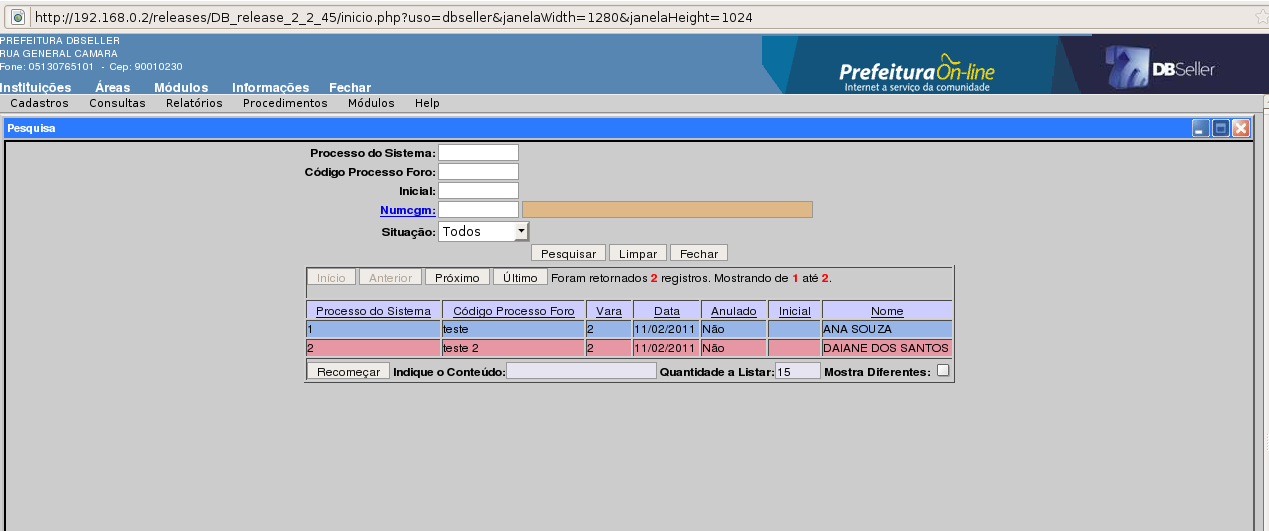 http://192.168.0.2/releases/DB_release_2_2_45/inicio.php?uso=dbseller&janelaWidth=1280&janelaHeight=1024
PREFEITURA DBSELLER
RUA GENERAL CAMARA
Fone: 05130765101 - Cep: 90010230
Prefeitura On-line
Internet a serviço da comunidade
DBSeller
Instituições Áreas Módulos Informações Fechar
Cadastros Consultas Relatórios Procedimentos Módulos Help
Pesquisa
Processo do Sistema:
Código Processo Foro:
Inicial:
Numcgm:
Situação: Todos
Pesquisar Limpar Fechar
Início Anterior Próximo Último Foram retornados 2 registros. Mostrando de 1 até 2.
Processo do Sistema Código Processo Foro Vara Data Anulado Inicial Nome
1 teste 2 11/02/2011 Não ANA SOUZA
2 teste 2 2 11/02/2011 Não DAIANE DOS SANTOS
Recomeçar Indique o Conteúdo: Quantidade a Listar: 15 Mostra Diferentes: